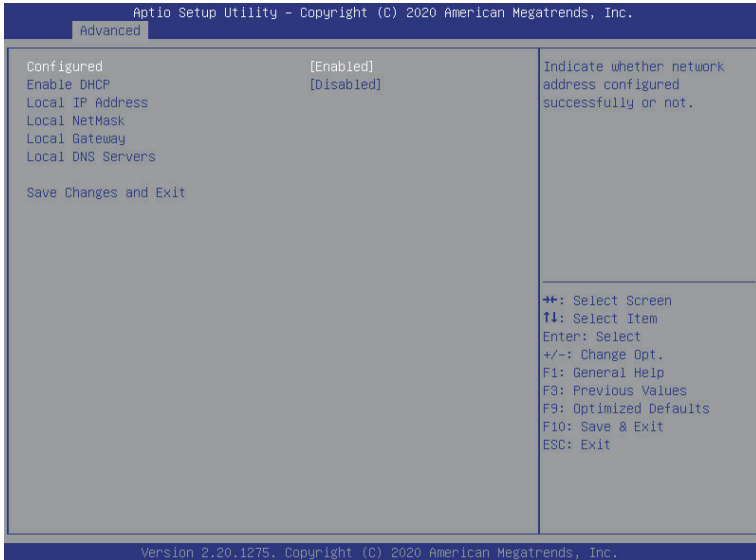 Aptio Setup Utility – Copyright (C) 2020 American Megatrends, Inc.
Advanced
Configured [Enabled]
Enable DHCP [Disabled]
Local IP Address
Local NetMask
Local Gateway
Local DNS Servers
Save Changes and Exit
Indicate whether network
address configured
successfully or not.
→←: Select Screen
↑↓: Select Item
Enter: Select
+/-: Change Opt.
F1: General Help
F3: Previous Values
F9: Optimized Defaults
F10: Save & Exit
ESC: Exit
Version 2.20.1275. Copyright (C) 2020 American Megatrends, Inc.